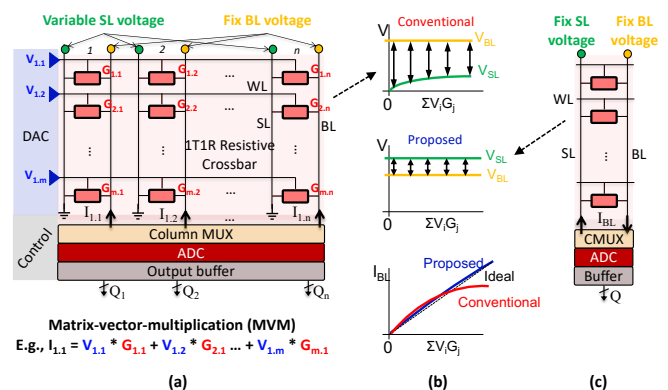 Variable SL voltage
Fix BL voltage
1
2
n
V1.1
G1.1
G1.2
G1.n
V1.2
WL
G2.1
G2.2
...
G2.n
SL
BL
DAC
1T1R Resistive
Crossbar
⋮
⋮
⋮
V1.m
Gm.1
Gm.2
...
Gm.n
I1.1
I1.2
...
I1.n
Control
Column MUX
ADC
Output buffer
Q1
Q2
Qn
Matrix-vector-multiplication (MVM)
E.g., I1.1 = V1.1 * G1.1 + V1.2 * G2.1 ... + V1.m * Gm.1
(a)
Conventional
V
VBL
VSL
ΣViGj
Proposed
V
VSL
VBL
ΣViGj
Proposed
IBL
Ideal
Conventional
ΣViGj
(b)
Fix SL
voltage
Fix BL
voltage
WL
SL
BL
⋮
IBL
CMUX
ADC
Buffer
Q
(c)